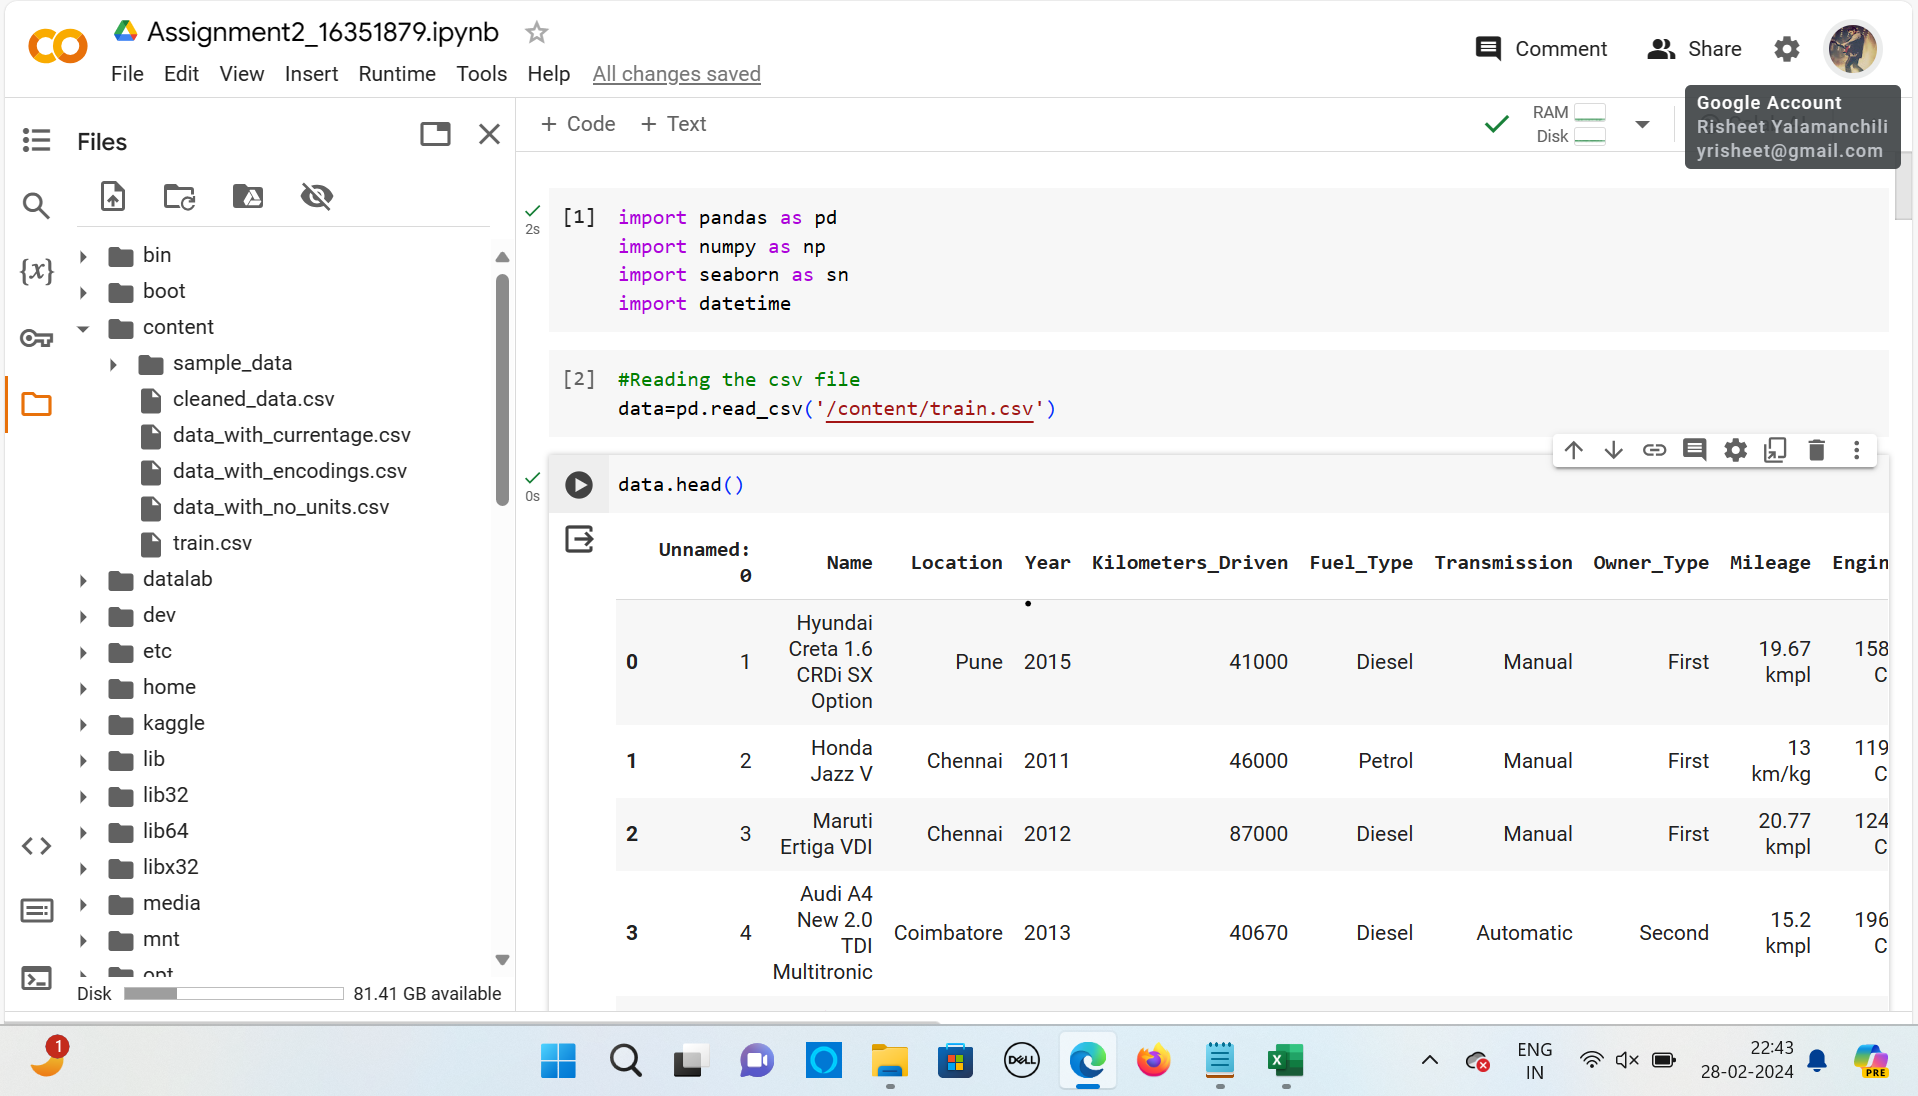 Assignment2_16351879.ipynb
File Edit View Insert Runtime Tools Help All changes saved
Comment Share
Google Account
Risheet Yalamanchili
yrisheet@gmail.com
Files
+ Code + Text
RAM
Disk
{x}
bin
boot
content
sample_data
cleaned_data.csv
data_with_currentage.csv
data_with_encodings.csv
data_with_no_units.csv
train.csv
datalab
dev
etc
home
kaggle
lib
lib32
lib64
libx32
media
mnt
opt
Disk 81.41 GB available
2s
[1] import pandas as pd
import numpy as np
import seaborn as sn
import datetime
[2] #Reading the csv file
data=pd.read_csv('/content/train.csv')
0s
data.head()
Unnamed: 0 Name Location Year Kilometers_Driven Fuel_Type Transmission Owner_Type Mileage Engin
0 1 Hyundai Creta 1.6 CRDi SX Option Pune 2015 41000 Diesel Manual First 19.67 kmpl 158 C
1 2 Honda Jazz V Chennai 2011 46000 Petrol Manual First 13 km/kg 119 C
2 3 Maruti Ertiga VDI Chennai 2012 87000 Diesel Manual First 20.77 kmpl 124 C
3 4 Audi A4 New 2.0 TDI Multitronic Coimbatore 2013 40670 Diesel Automatic Second 15.2 kmpl 196 C
1
DELL
ENG
IN
22:43
28-02-2024
PRE